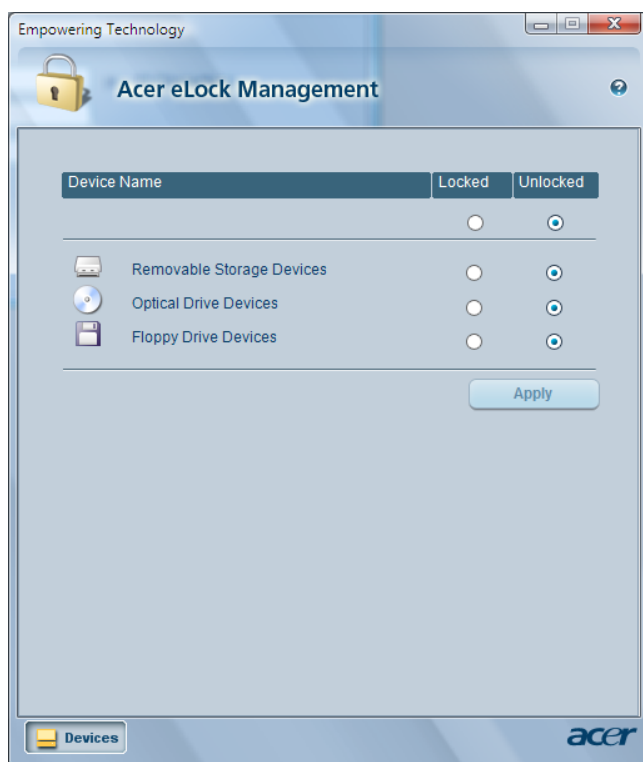 Empowering Technology
Acer eLock Management
Device Name Locked Unlocked
Removable Storage Devices
Optical Drive Devices
Floppy Drive Devices
Apply
Devices
acer